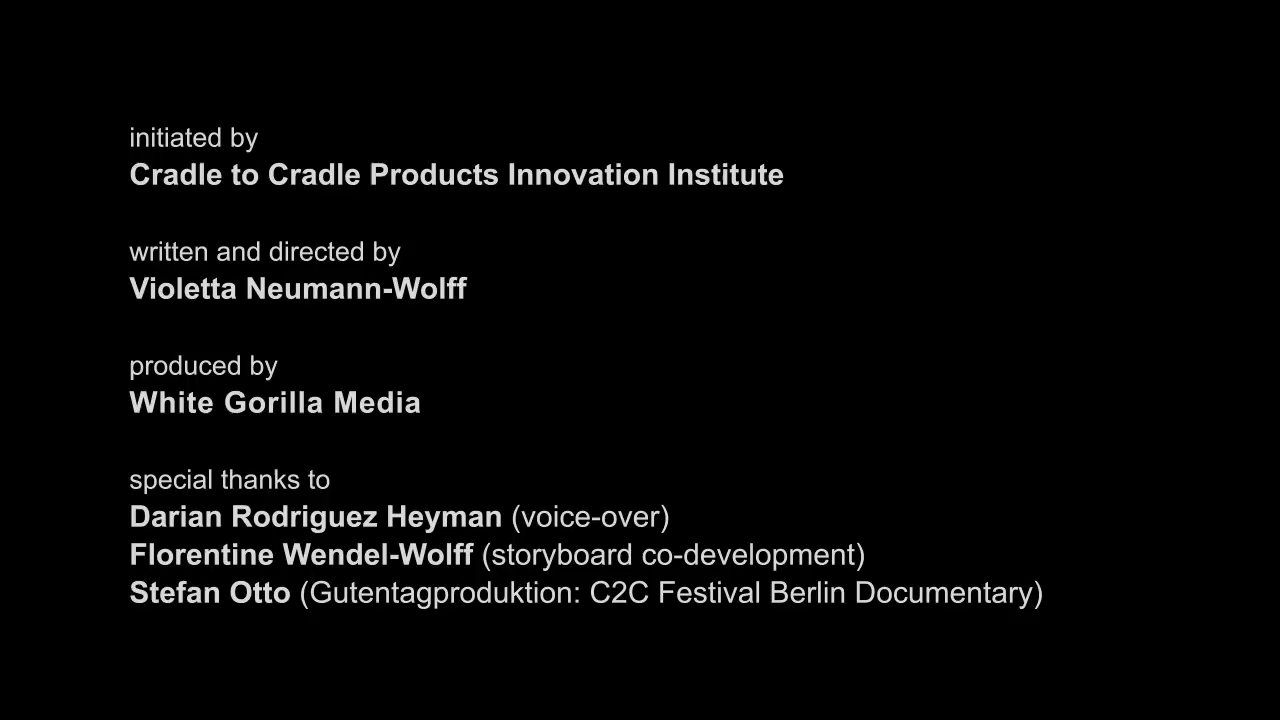 initiated by
Cradle to Cradle Products Innovation Institute
written and directed by
Violetta Neumann-Wolff
produced by
White Gorilla Media
special thanks to
Darian Rodriguez Heyman (voice-over)
Florentine Wendel-Wolff (storyboard co-development)
Stefan Otto (Gutentagproduktion: C2C Festival Berlin Documentary)